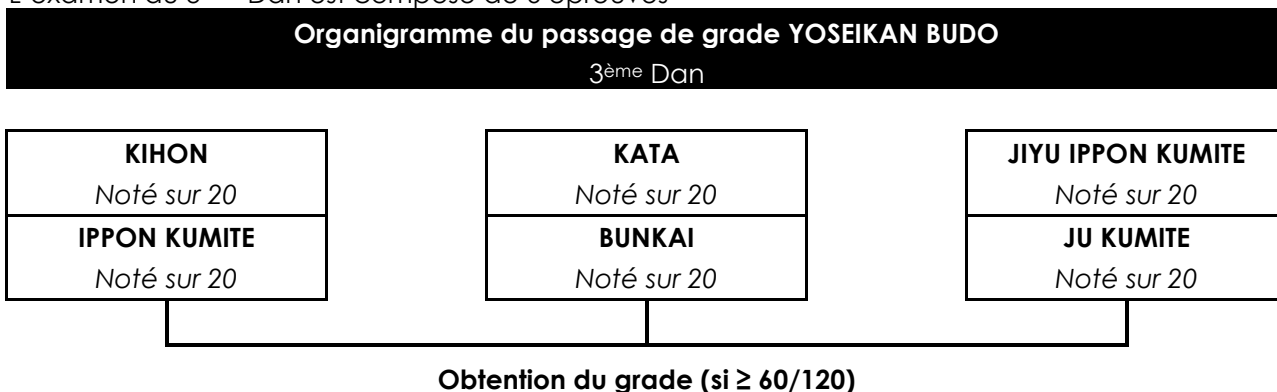 Organigramme du passage de grade YOSEIKAN BUDO
3ème Dan
KIHON
Noté sur 20
IPPON KUMITE
Noté sur 20
KATA
Noté sur 20
BUNKAI
Noté sur 20
JIYU IPPON KUMITE
Noté sur 20
JU KUMITE
Noté sur 20
Obtention du grade (si ≥ 60/120)